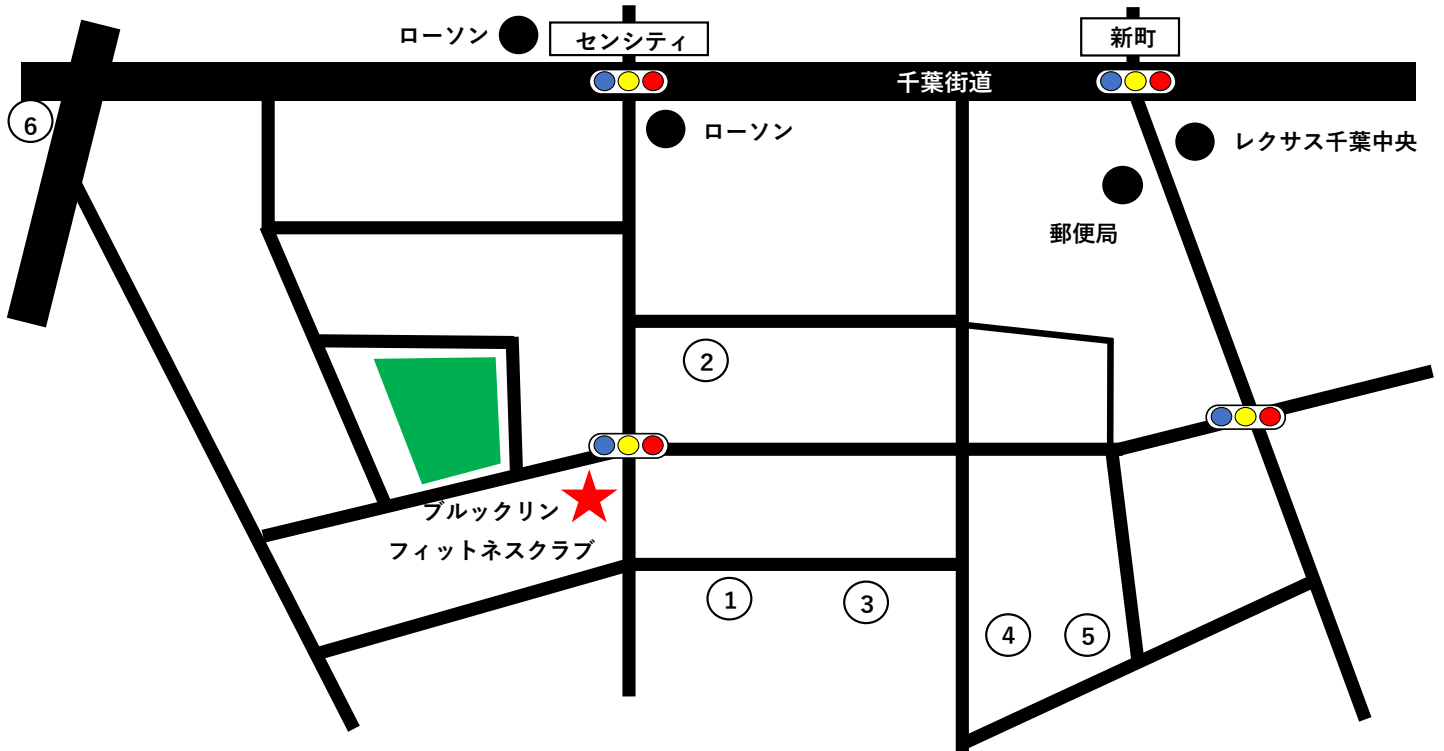 ローソン
センシティ
新町
千葉街道
6
ローソン
レクサス千葉中央
郵便局
2
ブルックリン
フィットネスクラブ
1
3
4
5